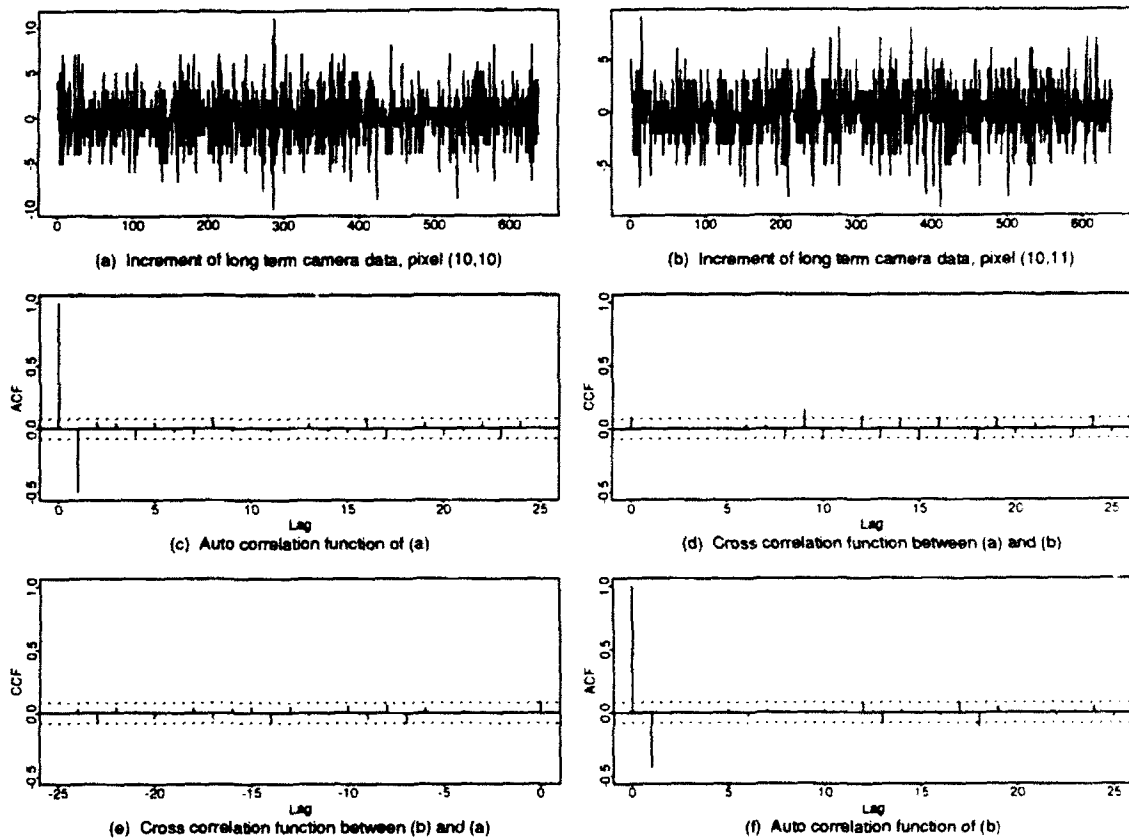 10
5
0
-5
-10
0 100 200 300 400 500 600
(a) Increment of long term camera data, pixel (10,10)
5
0
-5
0 100 200 300 400 500 600
(b) Increment of long term camera data, pixel (10,11)
ACF
1.0
0.5
0.0
-0.5
0 5 10 15 20 25
Lag
(c) Auto correlation function of (a)
CCF
1.0
0.5
0.0
-0.5
0 5 10 15 20 25
Lag
(d) Cross correlation function between (a) and (b)
CCF
1.0
0.5
0.0
-0.5
-25 -20 -15 -10 -5 0
Lag
(e) Cross correlation function between (b) and (a)
ACF
1.0
0.5
0.0
-0.5
0 5 10 15 20 25
Lag
(f) Auto correlation function of (b)